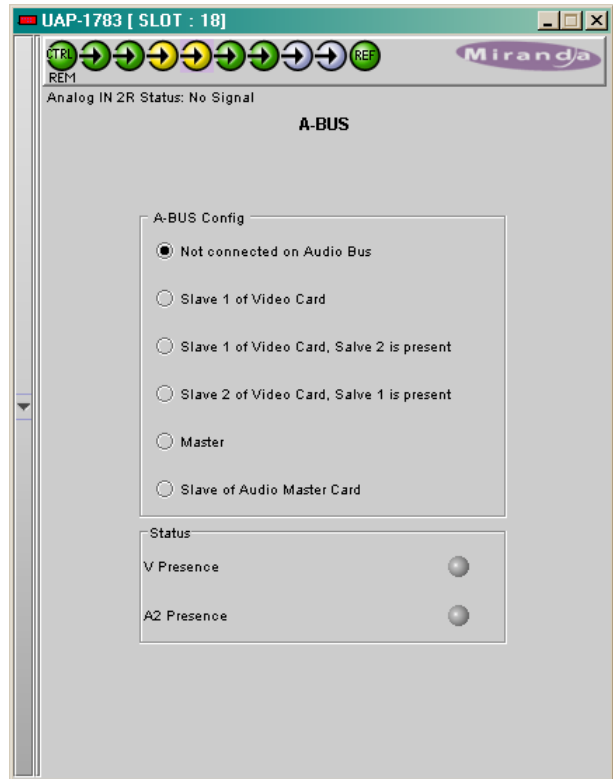 UAP-1783 [ SLOT : 18]
CTRL REF Miranda
REM
Analog IN 2R Status: No Signal
A-BUS
A-BUS Config
Not connected on Audio Bus
Slave 1 of Video Card
Slave 1 of Video Card, Salve 2 is present
Slave 2 of Video Card, Salve 1 is present
Master
Slave of Audio Master Card
Status
V Presence
A2 Presence